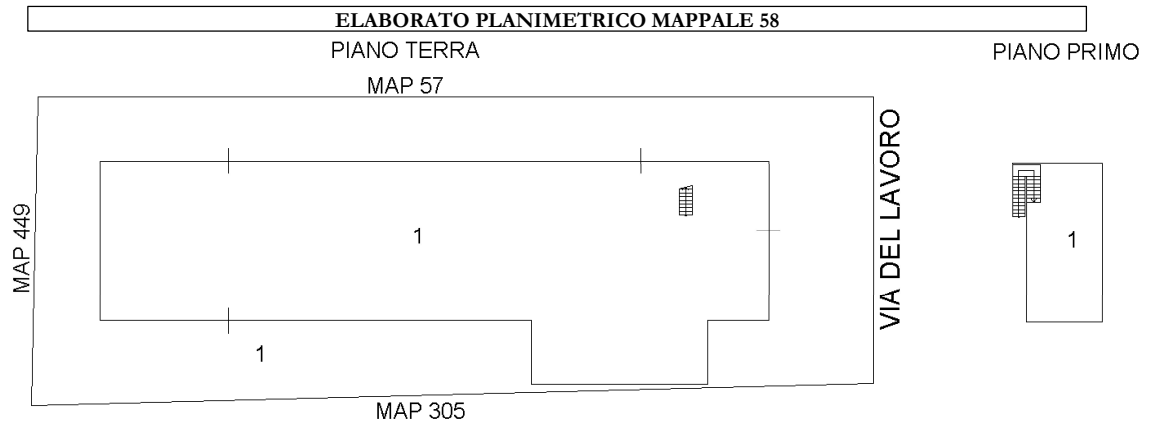 ELABORATO PLANIMETRICO MAPPALE 58
PIANO TERRA
PIANO PRIMO
MAP 57
VIA DEL LAVORO
MAP 449
1
1
1
MAP 305